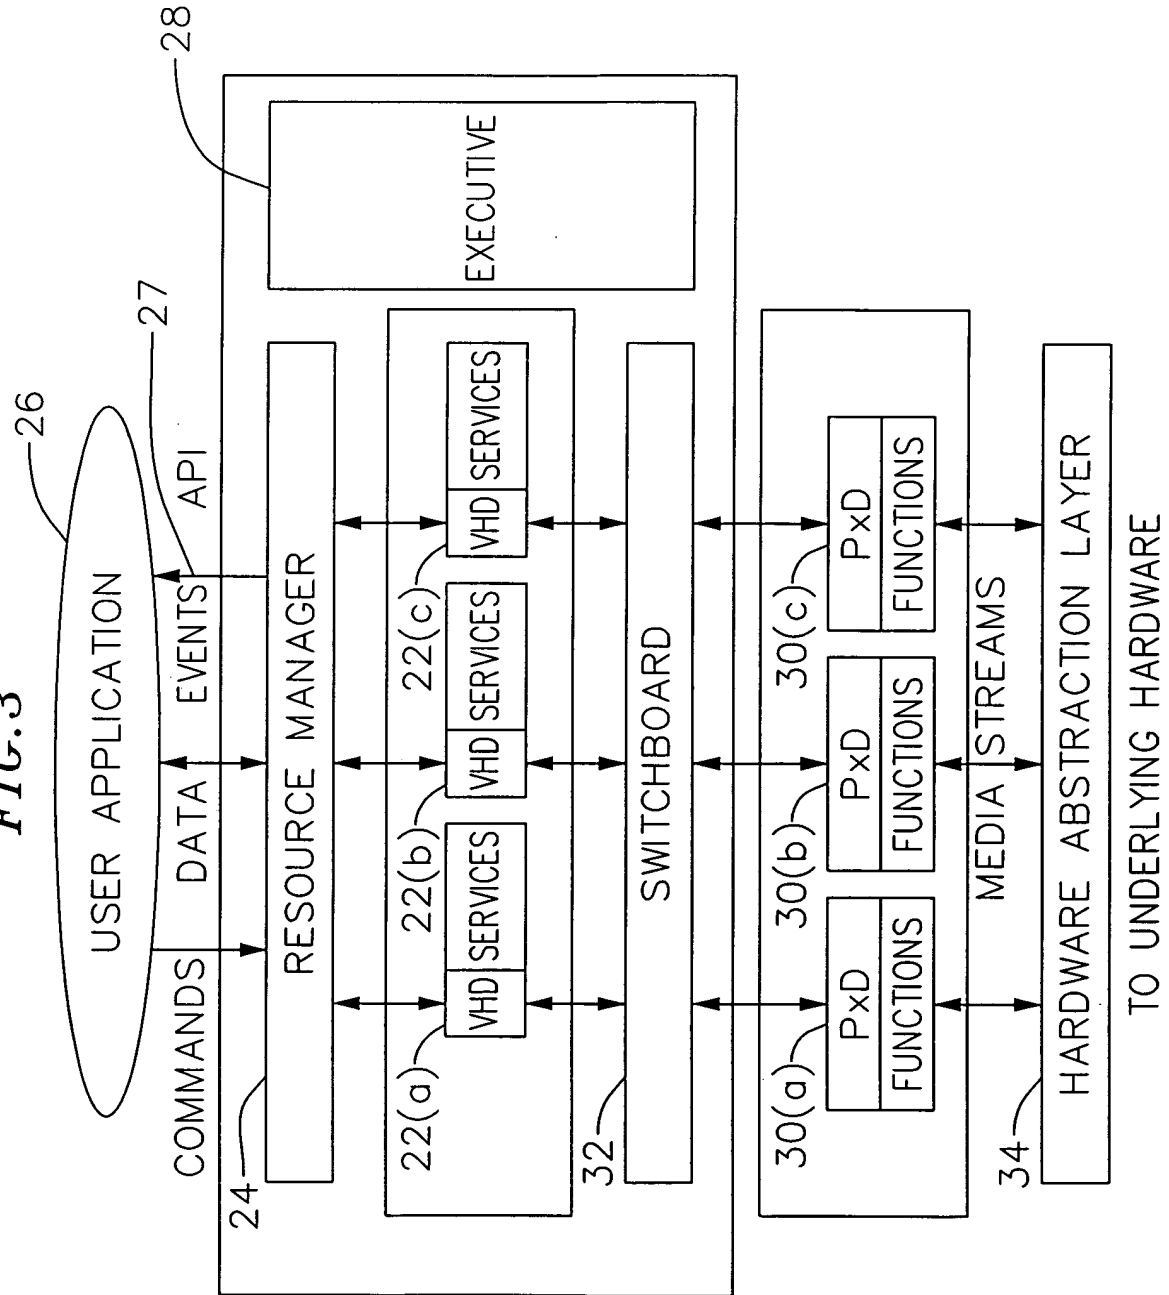 FIG.3
26
USER APPLICATION
27
28
COMMANDS
DATA
EVENTS
API
24
RESOURCE MANAGER
EXECUTIVE
22(a)
22(b)
22(c)
VHD SERVICES
VHD SERVICES
VHD SERVICES
32
SWITCHBOARD
30(a)
30(b)
30(c)
PxD
PxD
PxD
FUNCTIONS
FUNCTIONS
FUNCTIONS
MEDIA STREAMS
34
HARDWARE ABSTRACTION LAYER
TO UNDERLYING HARDWARE